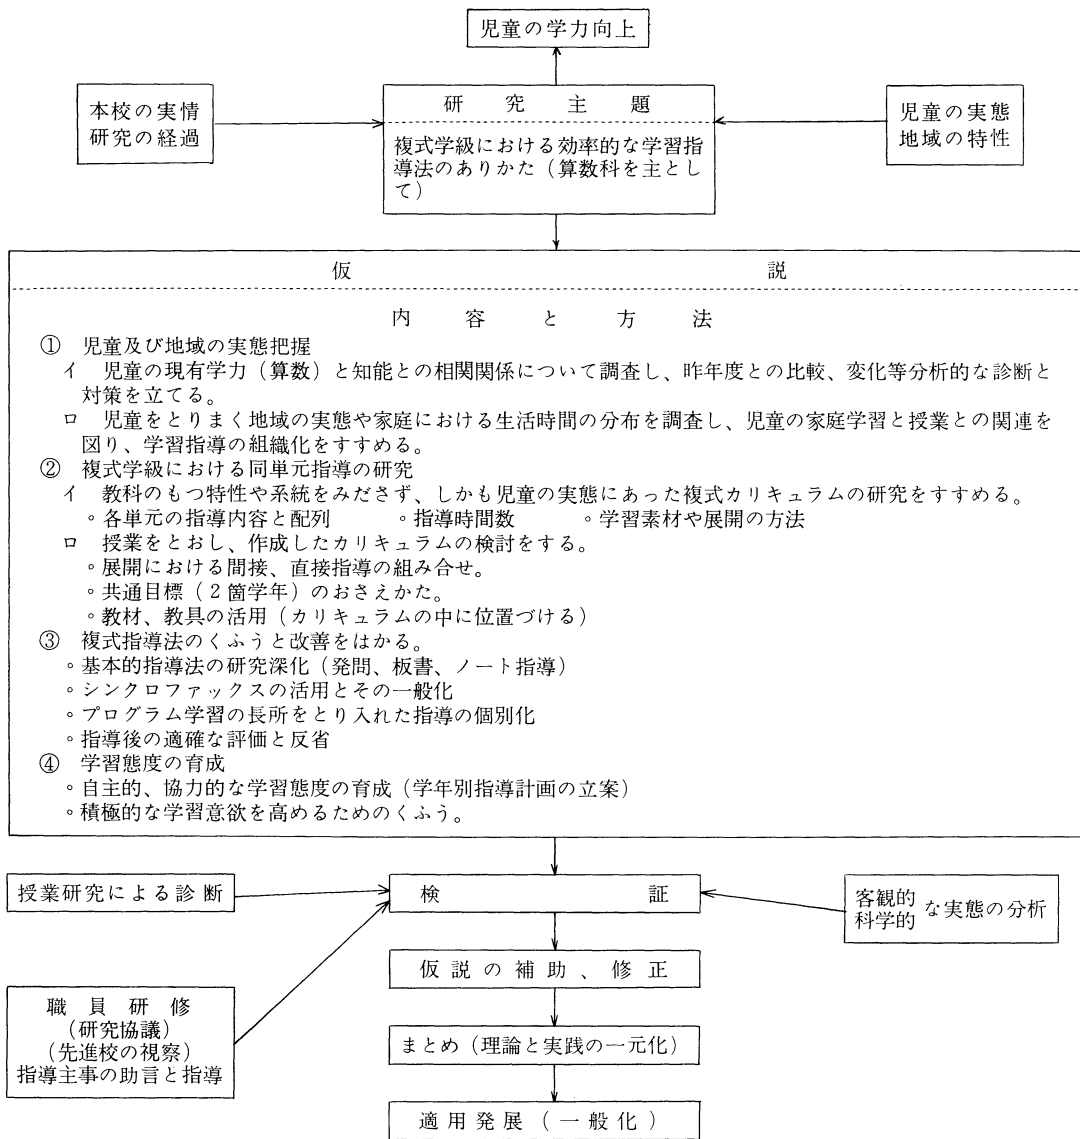 児童の学力向上
本校の実情
研究の経過
研究主題
複式学級における効率的な学習指
導法のありかた（算数科を主とし
て）
児童の実態
地域の特性
仮説
内容と方法
① 児童及び地域の実態把握
イ 児童の現有学力（算数）と知能との相関関係について調査し、昨年度との比較、変化等分析的な診断と
対策を立てる。
ロ 児童をとりまく地域の実態や家庭における生活時間の分布を調査し、児童の家庭学習と授業との関連を
図り、学習指導の組織化をすすめる。
② 複式学級における同単元指導の研究
イ 教科のもつ特性や系統をみださず、しかも児童の実態にあった複式カリキュラムの研究をすすめる。
◦各単元の指導内容と配列 ◦指導時間数 ◦学習素材や展開の方法
ロ 授業をとおし、作成したカリキュラムの検討をする。
◦展開における間接、直接指導の組み合せ。
◦共通目標（２箇学年）のおさえかた。
◦教材、教具の活用（カリキュラムの中に位置づける）
③ 複式指導法のくふうと改善をはかる。
◦基本的指導法の研究深化（発問、板書、ノート指導）
◦シンクロファックスの活用とその一般化
◦プログラム学習の長所をとり入れた指導の個別化
◦指導後の適確な評価と反省
④ 学習態度の育成
◦自主的、協力的な学習態度の育成（学年別指導計画の立案）
◦積極的な学習意欲を高めるためのくふう。
授業研究による診断
検証
客観的
科学的 な実態の分析
仮説の補助、修正
職員研修
(研究協議)
(先進校の視察)
指導主事の助言と指導
まとめ（理論と実践の一元化）
適用発展（一般化）